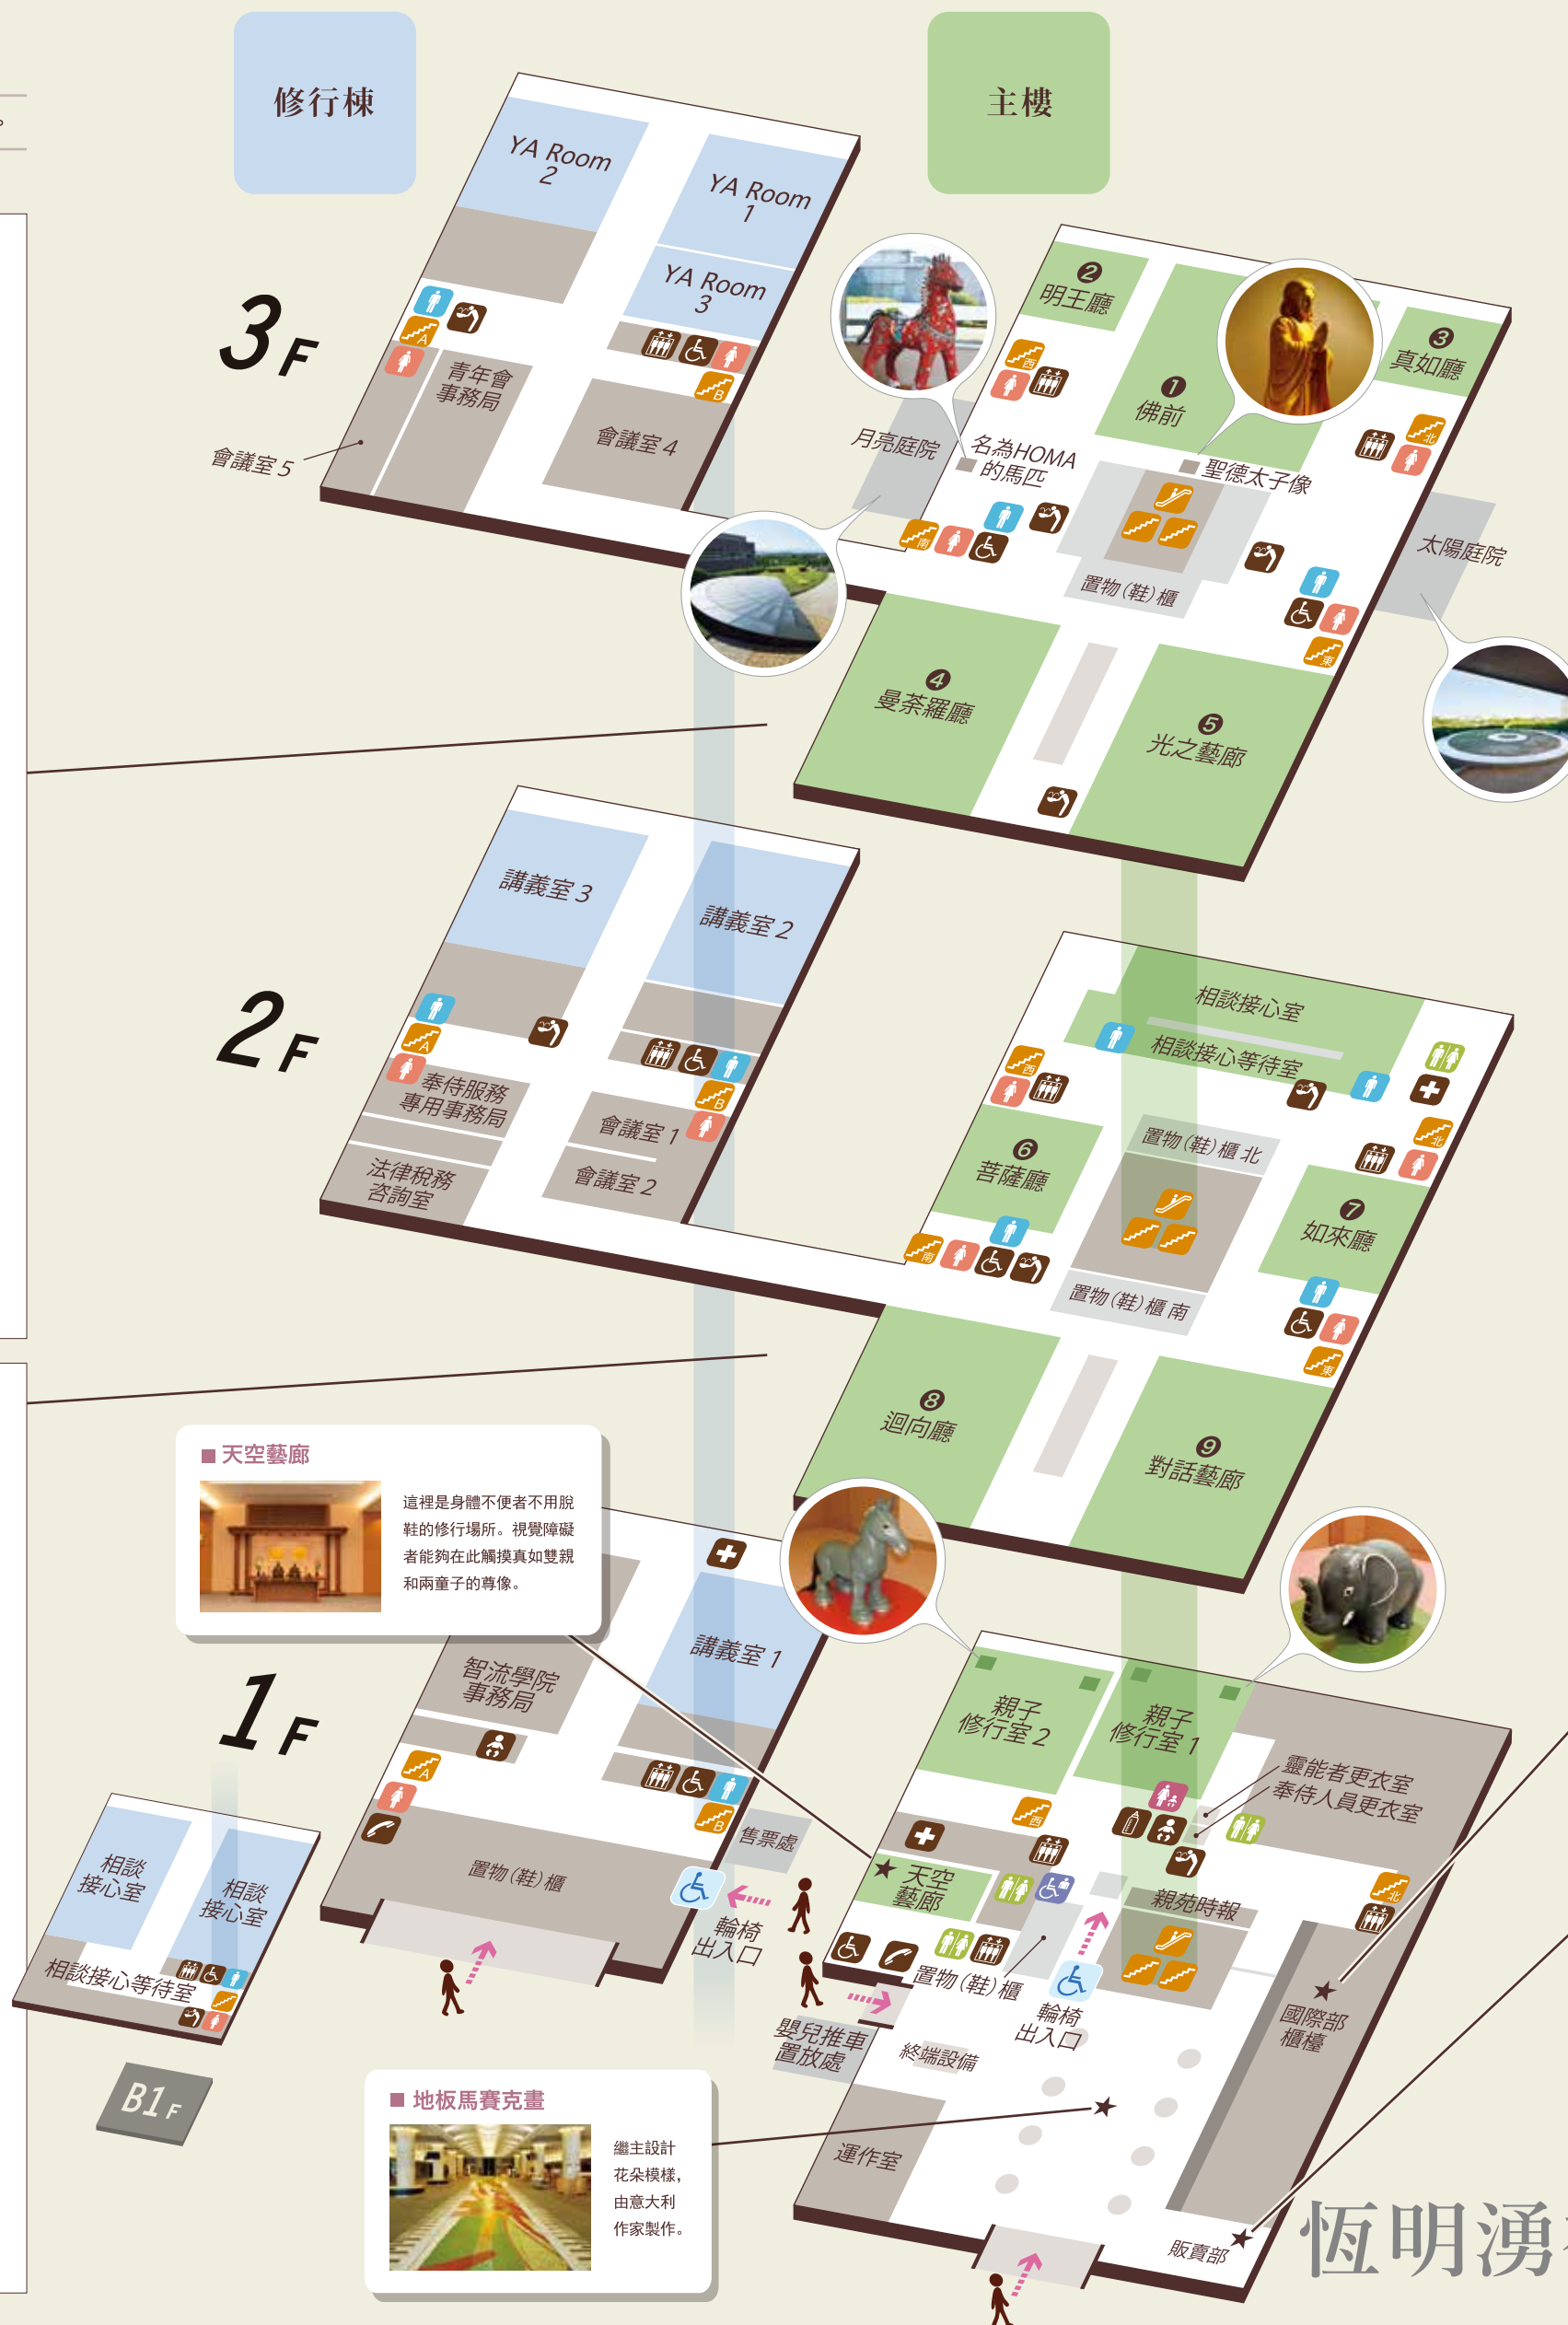 修行棟
主樓
3F
YA Room
2
YA Room
1
YA Room
3
青年會
事務局
會議室 5
會議室 4
A
B
❷
明王廳
❶
佛前
❸
真如廳
西
北
月亮庭院
名為HOMA
的馬匹
聖德太子像
太陽庭院
南
置物(鞋)櫃
東
❹
曼荼羅廳
❺
光之藝廊
2F
講義室 3
講義室 2
A
B
奉侍服務
專用事務局
會議室 1
會議室 2
法律稅務
咨詢室
相談接心室
相談接心等待室
西
北
置物(鞋)櫃 北
❻
菩薩廳
❼
如來廳
南
置物(鞋)櫃 南
東
❽
迴向廳
❾
對話藝廊
■ 天空藝廊
這裡是身體不便者不用脫
鞋的修行場所。視覺障礙
者能夠在此觸摸真如雙親
和兩童子的尊像。
1F
講義室 1
智流學院
事務局
A
B
售票處
置物(鞋)櫃
輪椅
出入口
親子
修行室 2
親子
修行室 1
靈能者更衣室
奉侍人員更衣室
西
北
天空
藝廊
親苑時報
置物(鞋)櫃
輪椅
出入口
國際部
櫃檯
嬰兒推車
置放處
終端設備
運作室
販賣部
相談
接心室
相談
接心室
相談接心等待室
B1F
■ 地板馬賽克畫
繼主設計
花朵模樣,
由意大利
作家製作。
恆明湧